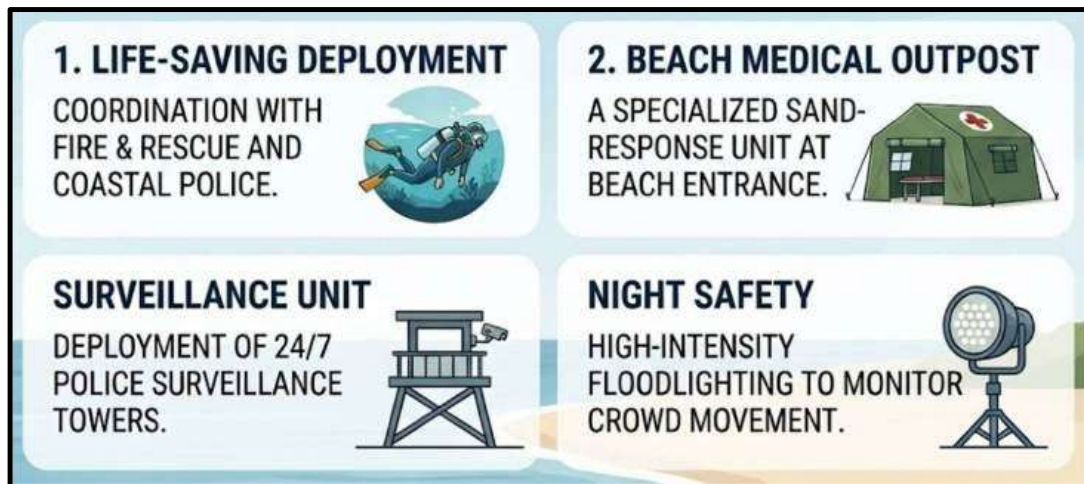 1. LIFE-SAVING DEPLOYMENT
COORDINATION WITH
FIRE & RESCUE AND
COASTAL POLICE.
2. BEACH MEDICAL OUTPOST
A SPECIALIZED SAND-
RESPONSE UNIT AT
BEACH ENTRANCE.
SURVEILLANCE UNIT
DEPLOYMENT OF 24/7
POLICE SURVEILLANCE
TOWERS.
NIGHT SAFETY
HIGH-INTENSITY
FLOODLIGHTING TO MONITOR
CROWD MOVEMENT.